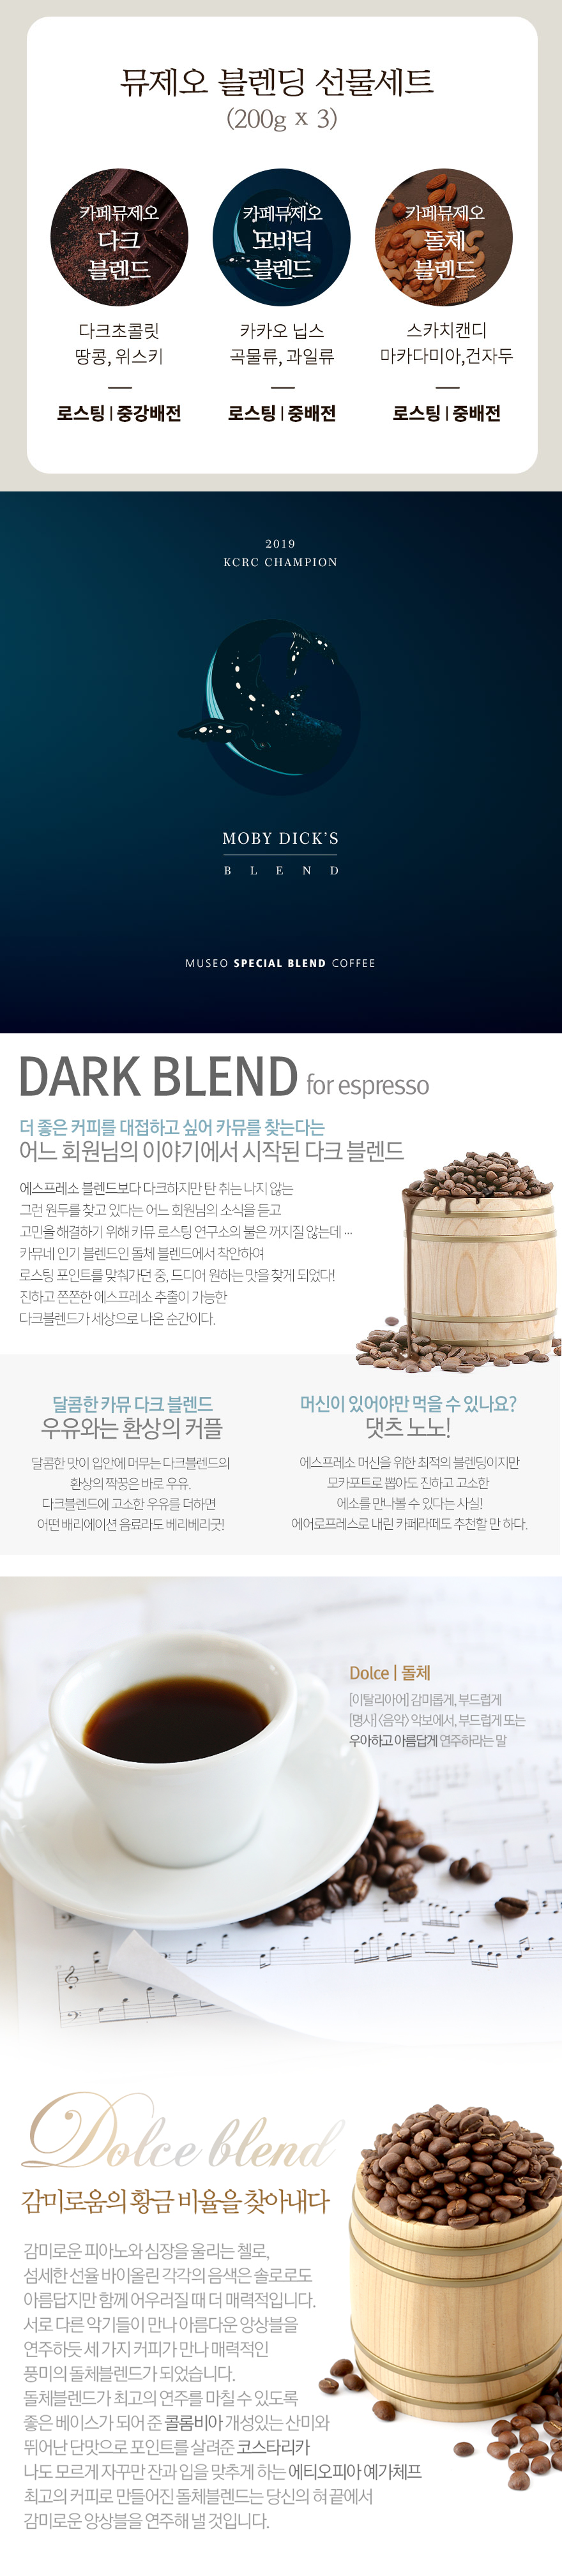 뮤제오 블렌딩 선물세트
(200g x 3)
카페뮤제오
다크
블렌드
카페뮤제오
모비딕
블렌드
카페뮤제오
돌체
블렌드
다크초콜릿
땅콩, 위스키
카카오 닙스
곡물류, 과일류
스카치캔디
마카다미아,건자두
로스팅 | 중강배전
로스팅 | 중배전
로스팅 | 중배전
2019
KCRC CHAMPION
MOBY DICK'S
BLEND
MUSEO SPECIAL BLEND COFFEE
DARK BLEND for espresso
더 좋은 커피를 대접하고 싶어 카뮤를 찾는다는
어느 회원님의 이야기에서 시작된 다크 블렌드
에스프레소 블렌드보다 다크하지만 탄 취는 나지 않는
그런 원두를 찾고 있다는 어느 회원님의 소식을 듣고
고민을 해결하기 위해 카뮤 로스팅 연구소의 불은 꺼지질 않는데 ...
카뮤네 인기 블렌드인 돌체 블렌드에서 착안하여
로스팅 포인트를 맞춰가던 중, 드디어 원하는 맛을 찾게 되었다!
진하고 쫀쫀한 에스프레소 추출이 가능한
다크블렌드가 세상으로 나온 순간이다.
달콤한 카뮤 다크 블렌드
우유와는 환상의 커플
달콤한 맛이 입안에 머무는 다크블렌드의
환상의 짝꿍은 바로 우유.
다크블렌드에 고소한 우유를 더하면
어떤 배리에이션 음료라도 베리베리굿!
머신이 있어야만 먹을 수 있나요?
댓츠 노노!
에스프레소 머신을 위한 최적의 블렌딩이지만
모카포트로 뽑아도 진하고 고소한
에소를 만나볼 수 있다는 사실!
에어로프레스로 내린 카페라떼도 추천할 만 하다.
Dolce | 돌체
[이탈리아어] 감미롭게, 부드럽게
[명사] <음악> 악보에서, 부드럽게 또는
우아하고 아름답게 연주하라는 말
Dolce blend
감미로움의 황금 비율을 찾아내다
감미로운 피아노와 심장을 울리는 첼로,
섬세한 선율 바이올린 각각의 음색은 솔로로도
아름답지만 함께 어우러질 때 더 매력적입니다.
서로 다른 악기들이 만나 아름다운 앙상블을
연주하듯 세 가지 커피가 만나 매력적인
풍미의 돌체블렌드가 되었습니다.
돌체블렌드가 최고의 연주를 마칠 수 있도록
좋은 베이스가 되어 준 콜롬비아 개성있는 산미와
뛰어난 단맛으로 포인트를 살려준 코스타리카
나도 모르게 자꾸만 잔과 입을 맞추게 하는 에티오피아 예가체프
최고의 커피로 만들어진 돌체블렌드는 당신의 혀 끝에서
감미로운 앙상블을 연주해 낼 것입니다.